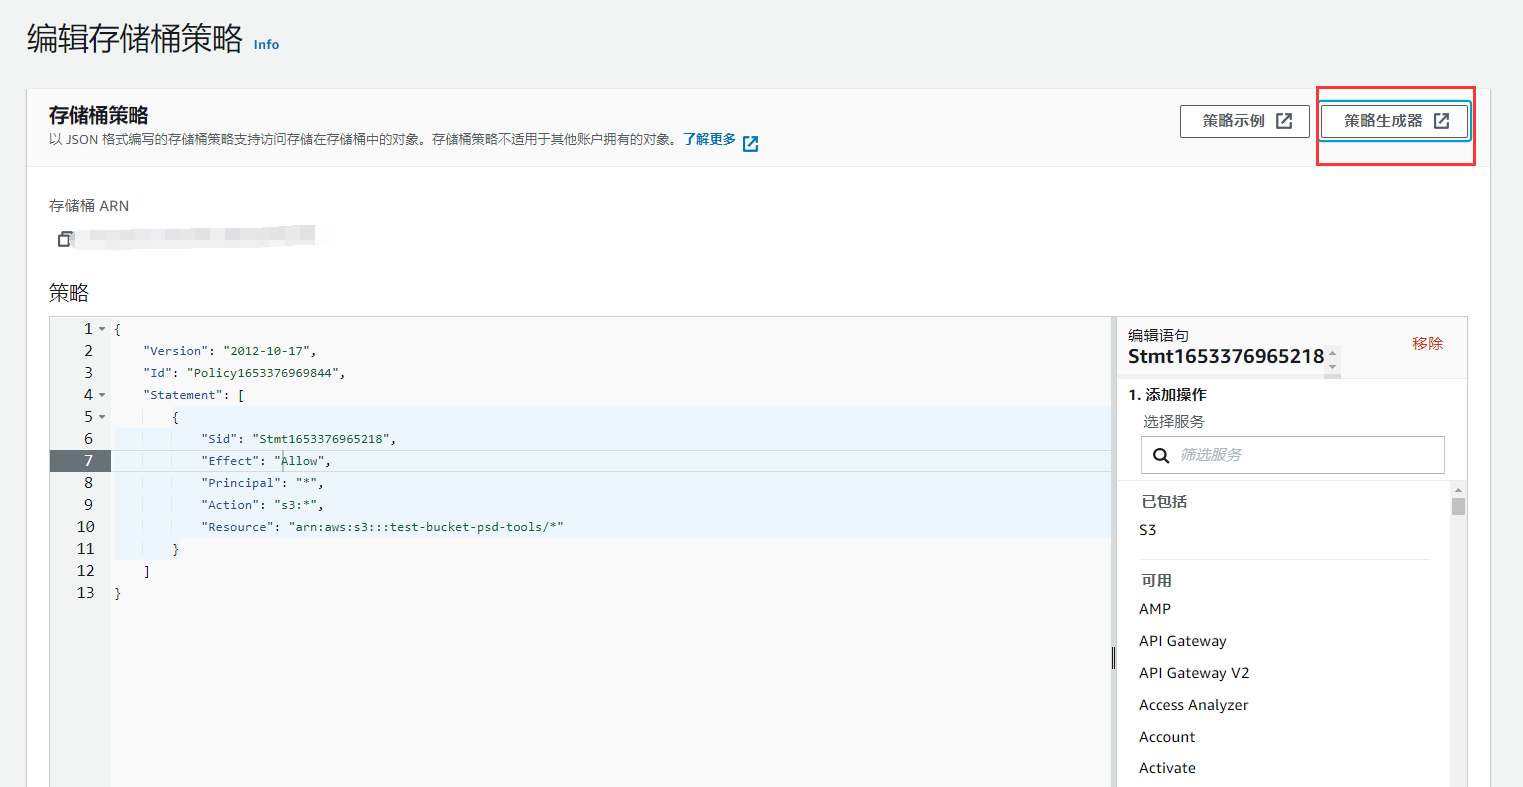 编辑存储桶策略 Info
存储桶策略
以 JSON 格式编写的存储桶策略支持访问存储在存储桶中的对象。存储桶策略不适用于其他账户拥有的对象。了解更多
策略示例
策略生成器
存储桶 ARN
策略
1 {
2 "Version": "2012-10-17",
3 "Id": "Policy1653376969844",
4 "Statement": [
5 {
6 "Sid": "Stmt1653376965218",
7 "Effect": "Allow",
8 "Principal": "*",
9 "Action": "s3:*",
10 "Resource": "arn:aws:s3:::test-bucket-psd-tools/*"
11 }
12 ]
13 }
编辑语句
Stmt1653376965218
移除
1. 添加操作
选择服务
筛选服务
已包括
S3
可用
AMP
API Gateway
API Gateway V2
Access Analyzer
Account
Activate